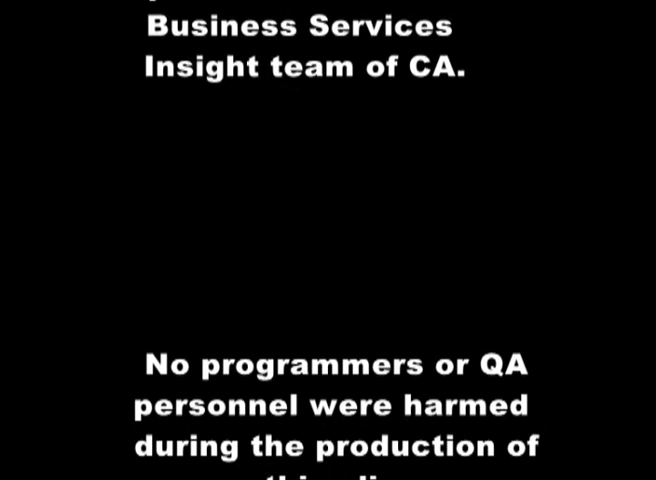 Business Services
Insight team of CA.
No programmers or QA
personnel were harmed
during the production of